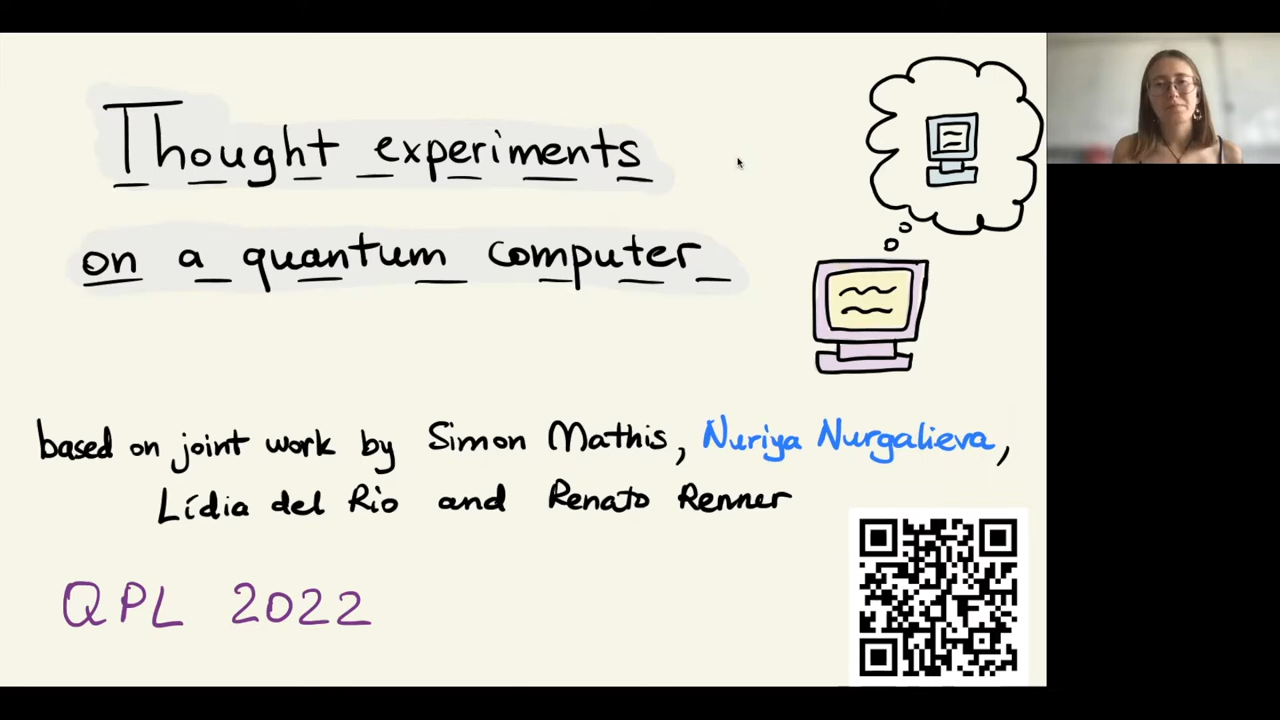 Thought experiments
on a quantum computer
based on joint work by Simon Mathis, Nuriya Nurgalieva,
Lídia del Rio and Renato Renner
QPL 2022